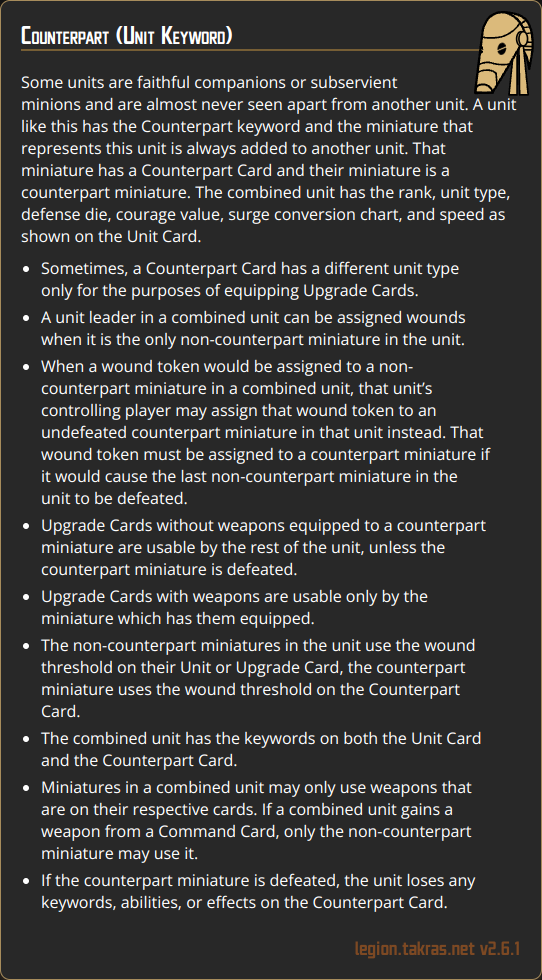 Counterpart (Unit Keyword)
Some units are faithful companions or subservient
minions and are almost never seen apart from another unit. A unit
like this has the Counterpart keyword and the miniature that
represents this unit is always added to another unit. That
miniature has a Counterpart Card and their miniature is a
counterpart miniature. The combined unit has the rank, unit type,
defense die, courage value, surge conversion chart, and speed as
shown on the Unit Card.
• Sometimes, a Counterpart Card has a different unit type
only for the purposes of equipping Upgrade Cards.
• A unit leader in a combined unit can be assigned wounds
when it is the only non-counterpart miniature in the unit.
• When a wound token would be assigned to a non-
counterpart miniature in a combined unit, that unit’s
controlling player may assign that wound token to an
undefeated counterpart miniature in that unit instead. That
wound token must be assigned to a counterpart miniature if
it would cause the last non-counterpart miniature in the
unit to be defeated.
• Upgrade Cards without weapons equipped to a counterpart
miniature are usable by the rest of the unit, unless the
counterpart miniature is defeated.
• Upgrade Cards with weapons are usable only by the
miniature which has them equipped.
• The non-counterpart miniatures in the unit use the wound
threshold on their Unit or Upgrade Card, the counterpart
miniature uses the wound threshold on the Counterpart
Card.
• The combined unit has the keywords on both the Unit Card
and the Counterpart Card.
• Miniatures in a combined unit may only use weapons that
are on their respective cards. If a combined unit gains a
weapon from a Command Card, only the non-counterpart
miniature may use it.
• If the counterpart miniature is defeated, the unit loses any
keywords, abilities, or effects on the Counterpart Card.
legion.takras.net v2.6.1